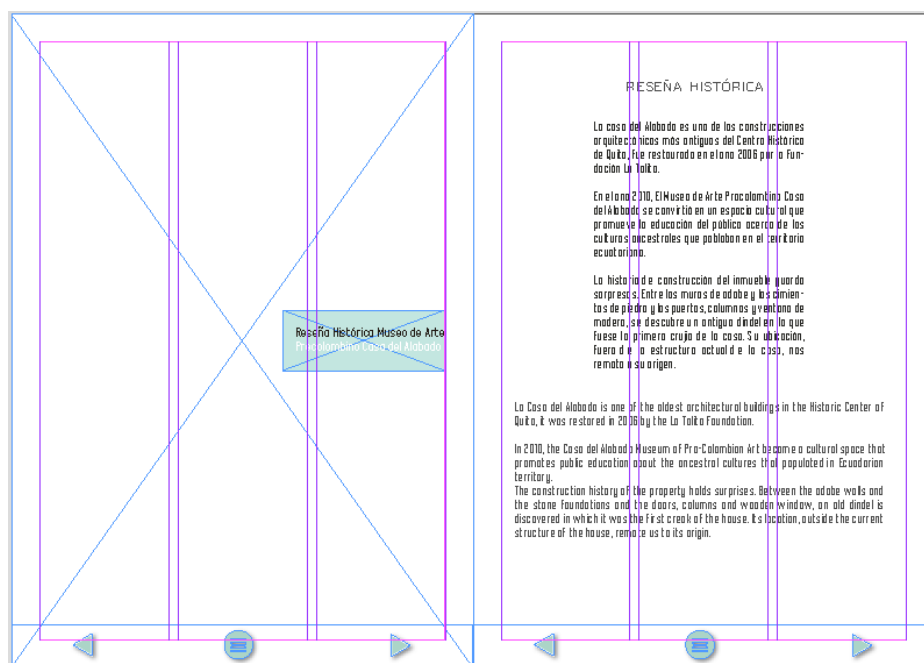 Reseña Histórica Museo de Arte
Precolombino Casa del Alabado
RESEÑA HISTÓRICA
La casa del Alabado es una de las construcciones
arquitectónicas más antiguas del Centro Histórico
de Quito, fue restaurada en el ano 2006 por la Fun-
dación La Tolita.
En el ano 2010, El Museo de Arte Precolombino Casa
del Alabado se convirtió en un espacio cultural que
promueve la educación del público acerca de las
culturas ancestrales que poblaban en el territorio
ecuatoriano.
La historia de construcción del inmueble guarda
sorpresas. Entre los muros de adobe y los cimien-
tos de piedra y las puertas, columnas y ventana de
madera, se descubre un antiguo dindel en lo que
fuese la primera crujía de la casa. Su ubicación,
fuera de la estructura actual de la casa, nos
remata a su origen.
La Casa del Alabado is one of the oldest architectural buildings in the Historic Center of
Quito, it was restored in 2006 by the La Tolita Foundation.
In 2010, the Casa del Alabado Museum of Pre-Colombian Art became a cultural space that
promotes public education about the ancestral cultures that populated in Ecuadorian
territory.
The construction history of the property holds surprises. Between the adobe walls and
the stone foundations and the doors, columns and wooden window, an old dindel is
discovered in which it was the first creak of the house. Its location, outside the current
structure of the house, remote us to its origin.